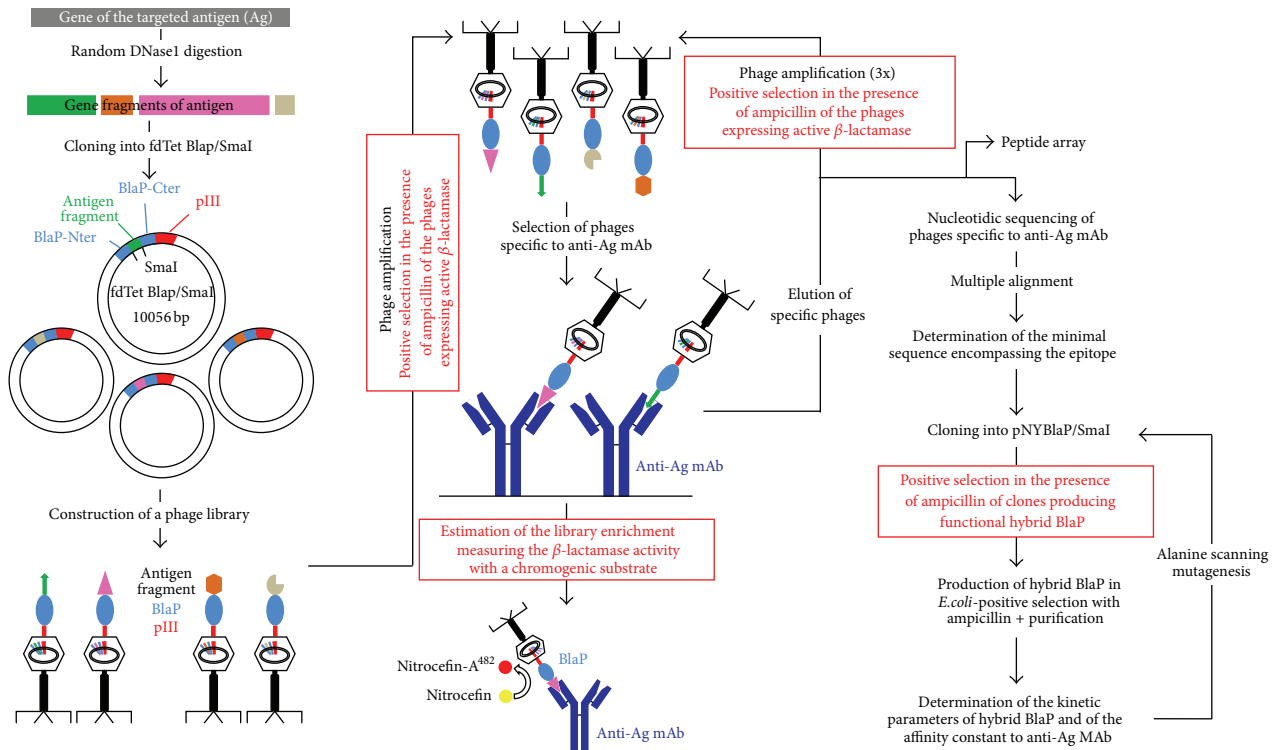 Gene of the targeted antigen (Ag)
Random DNase1 digestion
Gene fragments of antigen
Cloning into fdTet Blap/SmaI
BlaP-Cter
Antigen
fragment
pIII
BlaP-Nter
SmaI
fdTet Blap/SmaI
10056 bp
Construction of a phage library
Antigen
fragment
BlaP
pIII
Phage amplification
Positive selection in the presence
of ampicillin of the phages
expressing active β-lactamase
Selection of phages
specific to anti-Ag mAb
Anti-Ag mAb
Estimation of the library enrichment
measuring the β-lactamase activity
with a chromogenic substrate
BlaP
Nitrocefin-A482
Nitrocefin
Anti-Ag mAb
Phage amplification (3x)
Positive selection in the presence
of ampicillin of the phages
expressing active β-lactamase
Elution of
specific phages
Peptide array
Nucleotidic sequencing of
phages specific to anti-Ag mAb
Multiple alignment
Determination of the minimal
sequence encompassing the epitope
Cloning into pNYBlaP/SmaI
Positive selection in the presence
of ampicillin of clones producing
functional hybrid BlaP
Production of hybrid BlaP in
E.coli-positive selection with
ampicillin + purification
Determination of the kinetic
parameters of hybrid BlaP and of the
affinity constant to anti-Ag MAb
Alanine scanning
mutagenesis